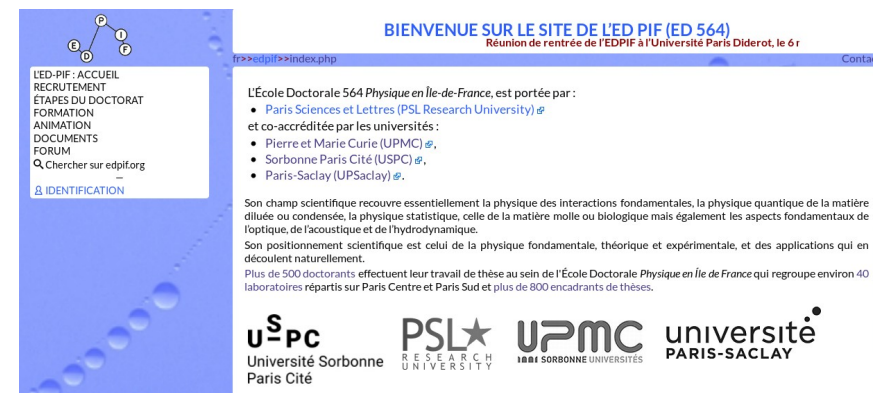 P
I
E
D
F
BIENVENUE SUR LE SITE DE L'ED PIF (ED 564)
Réunion de rentrée de l'EDPIF à l'Université Paris Diderot, le 6
fr>>edpif>>index.php
L'ED-PIF : ACCUEIL
RECRUTEMENT
ÉTAPES DU DOCTORAT
FORMATION
ANIMATION
DOCUMENTS
FORUM
Chercher sur edpif.org
IDENTIFICATION
L'École Doctorale 564 Physique en Île-de-France, est portée par :
• Paris Sciences et Lettres (PSL Research University)
et co-accréditée par les universités :
• Pierre et Marie Curie (UPMC) ,
• Sorbonne Paris Cité (USPC) ,
• Paris-Saclay (UPSaclay) .
Son champ scientifique recouvre essentiellement la physique des interactions fondamentales, la physique quantique de la matière
diluée ou condensée, la physique statistique, celle de la matière molle ou biologique mais également les aspects fondamentaux de
l'optique, de l'acoustique et de l'hydrodynamique.
Son positionnement scientifique est celui de la physique fondamentale, théorique et expérimentale, et des applications qui en
découlent naturellement.
Plus de 500 doctorants effectuent leur travail de thèse au sein de l'École Doctorale Physique en Île de France qui regroupe environ 40
laboratoires répartis sur Paris Centre et Paris Sud et plus de 800 encadrants de thèses.
USPC
Université Sorbonne
Paris Cité
PSL
RESEARCH
UNIVERSITY
UPMC
SORBONNE UNIVERSITÉS
université
PARIS-SACLAY